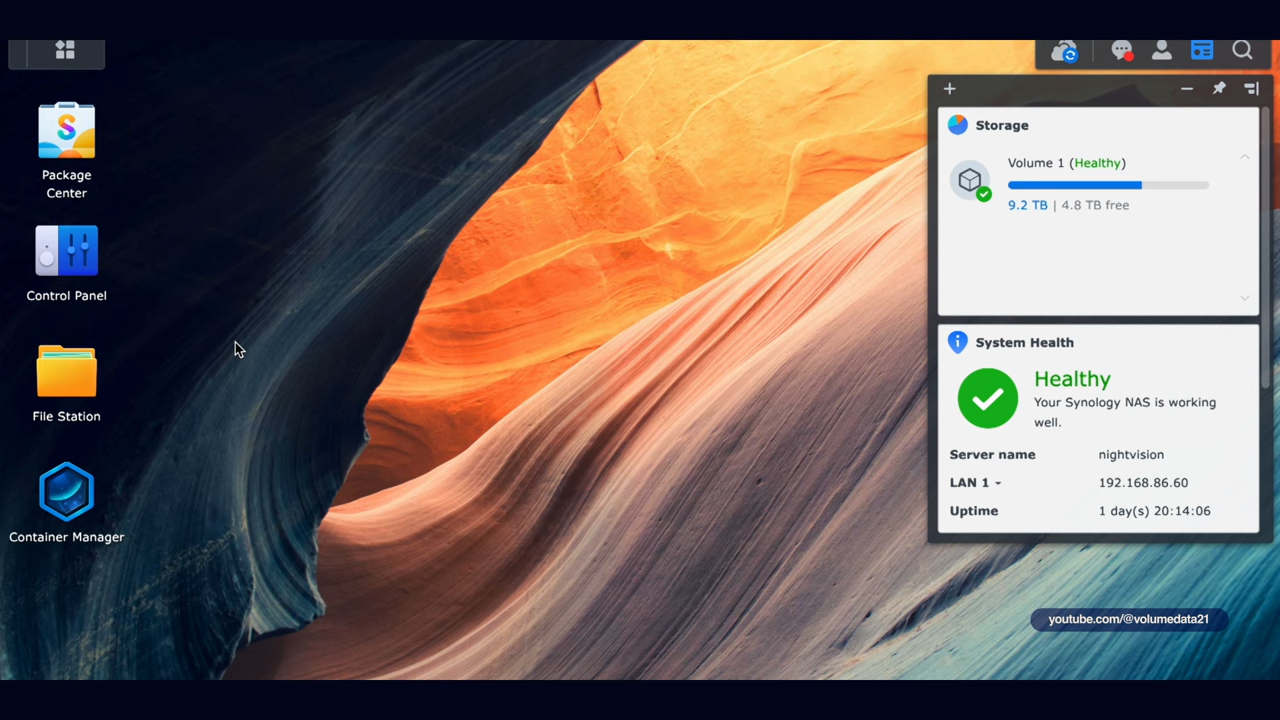 Package
Center
Control Panel
File Station
Container Manager
Storage
Volume 1 (Healthy)
9.2 TB | 4.8 TB free
System Health
Healthy
Your Synology NAS is working
well.
Server name nightvision
LAN 1 192.168.86.60
Uptime 1 day(s) 20:14:06
youtube.com/@volumedata21